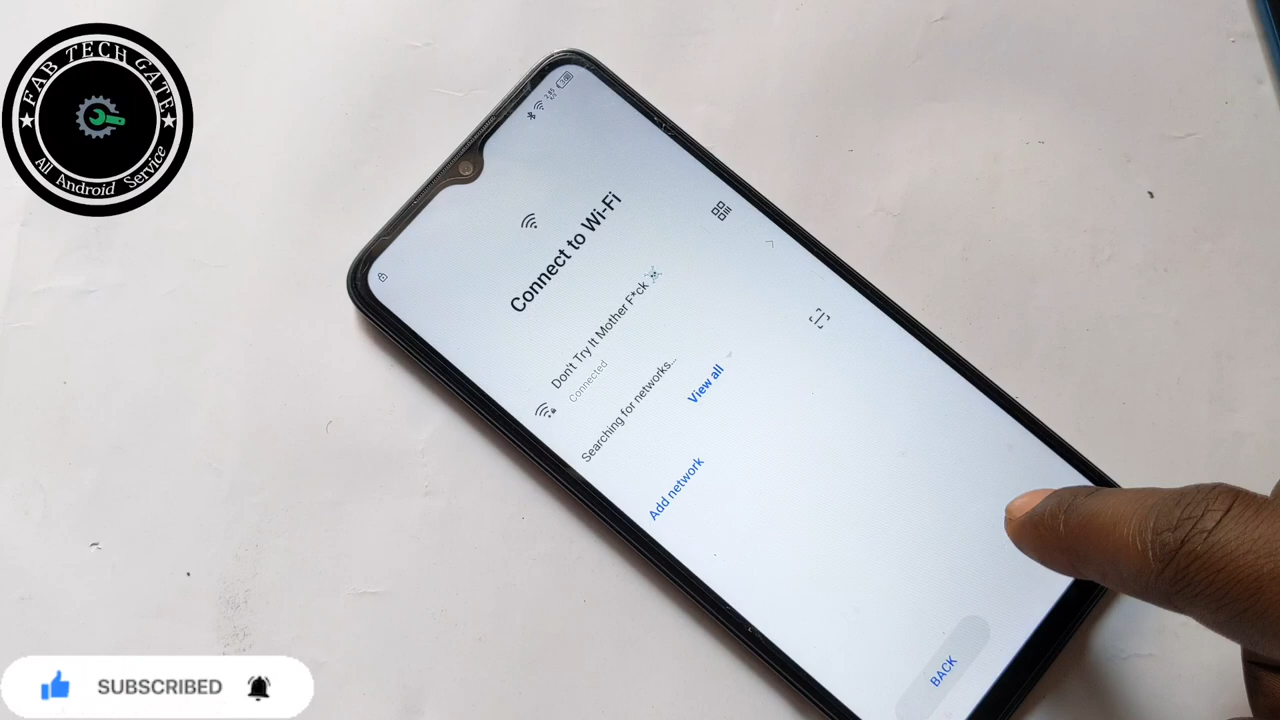 FAB TECH GATE
All Android Service
Connect to Wi-Fi
Don't Try It Mother F*ck ☠️
Connected
Searching for networks...
View all
Add network
BACK
SUBSCRIBED